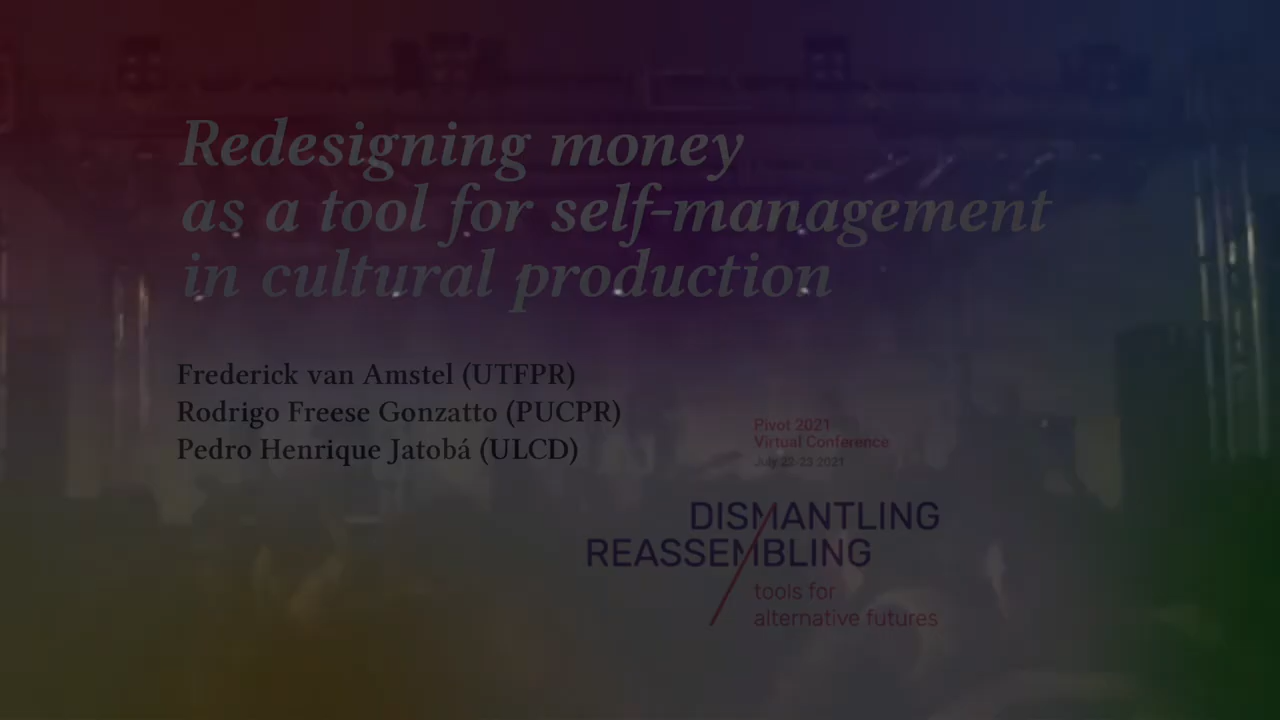 Redesigning money
as a tool for self-management
in cultural production
Frederick van Amstel (UTFPR)
Rodrigo Freese Gonzatto (PUCPR)
Pedro Henrique Jatobá (ULCD)
Pivot 2021
Virtual Conference
July 22-23 2021
DISMANTLING
REASSEMBLING
tools for
alternative futures